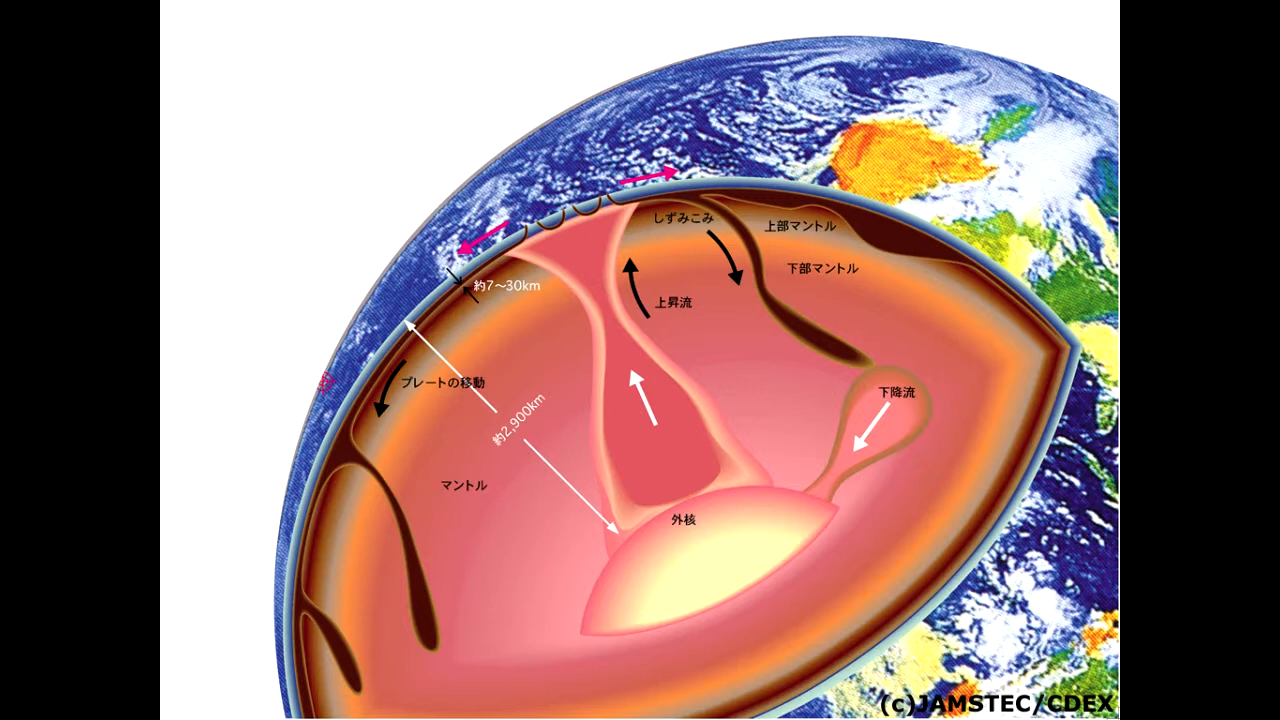 しずみこみ
上部マントル
下部マントル
約7〜30km
上昇流
プレートの移動
下降流
約2,900km
マントル
外核
(c)JAMSTEC/CDEX